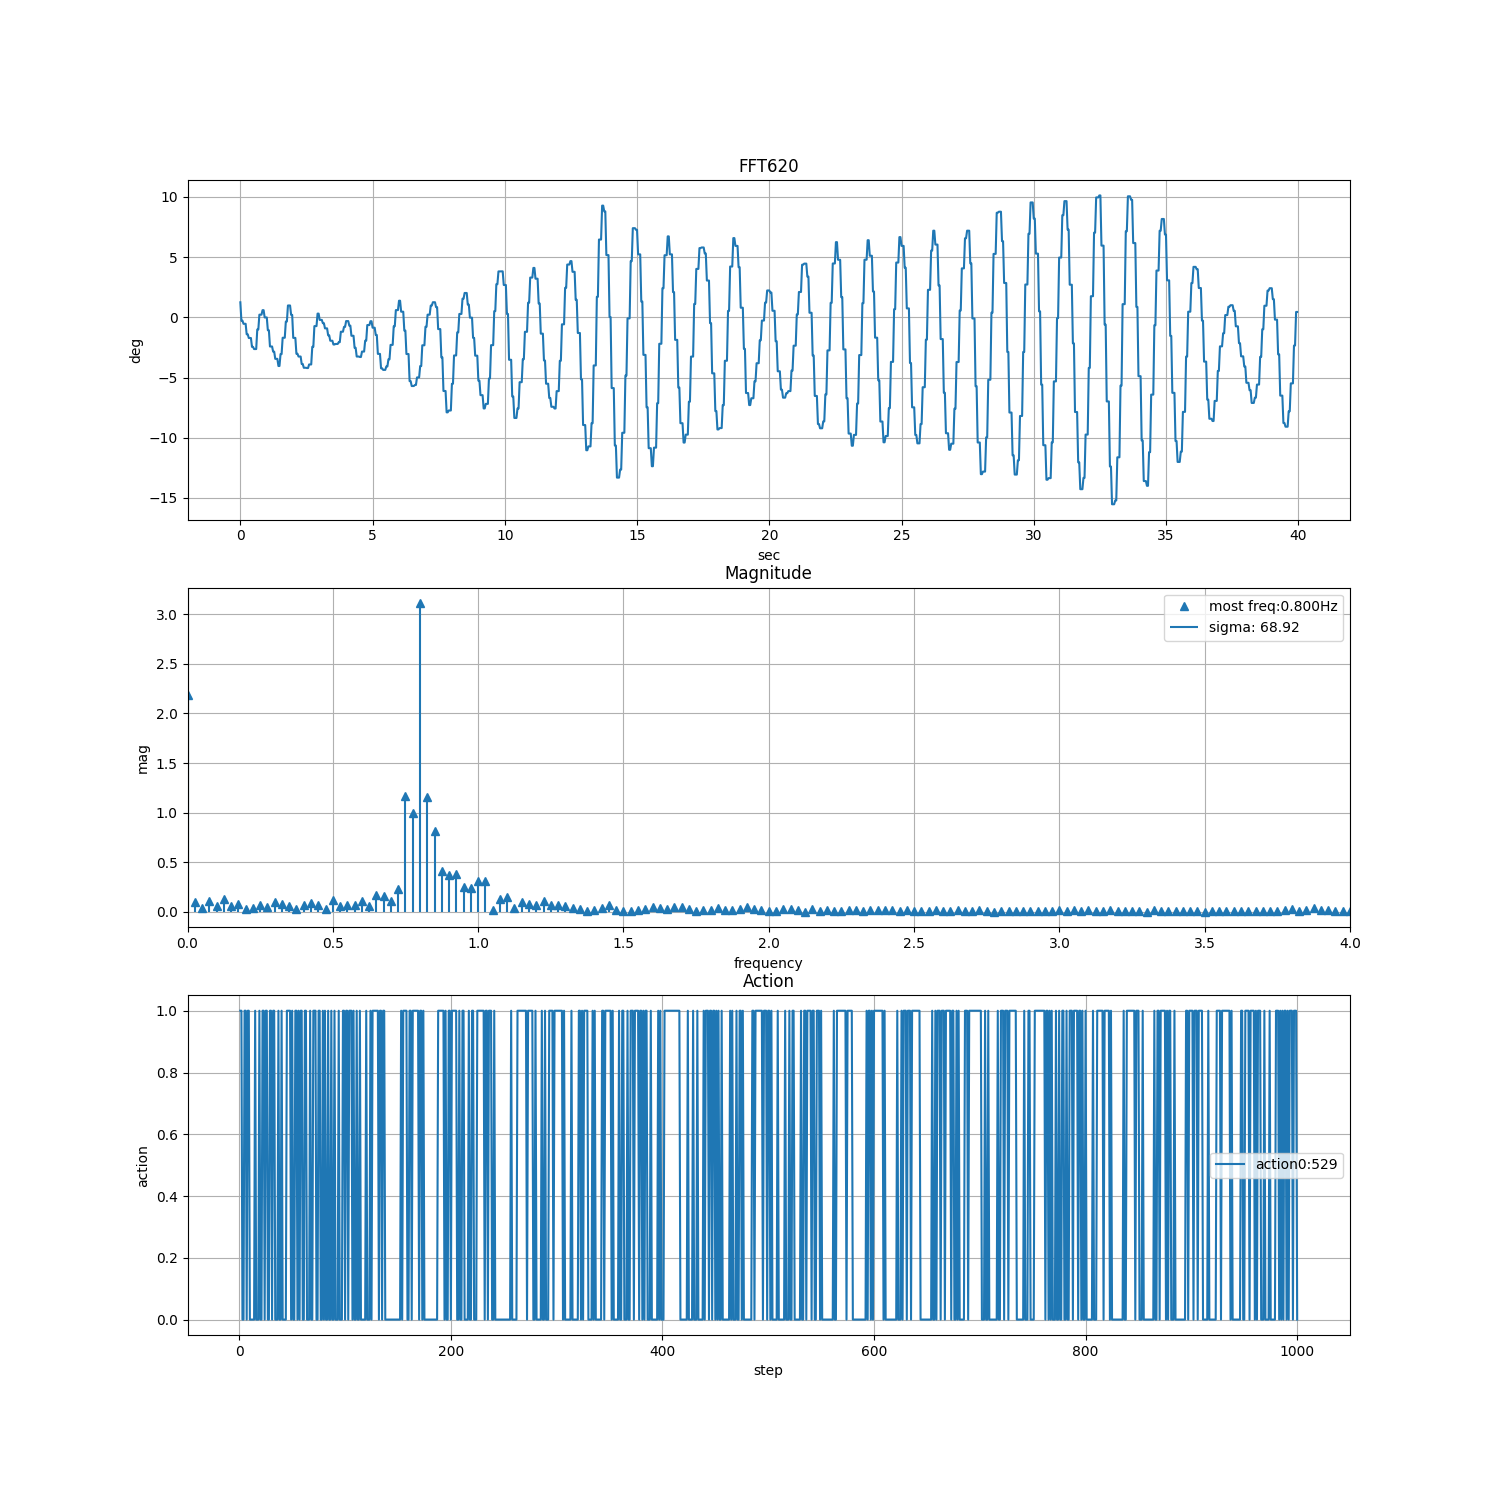 FFT620
10
5
0
−5
−10
−15
deg
0 5 10 15 20 25 30 35 40
sec
Magnitude
3.0
2.5
2.0
1.5
1.0
0.5
0.0
mag
most freq:0.800Hz
sigma: 68.92
0.0 0.5 1.0 1.5 2.0 2.5 3.0 3.5 4.0
frequency
Action
1.0
0.8
0.6
0.4
0.2
0.0
action
action0:529
0 200 400 600 800 1000
step